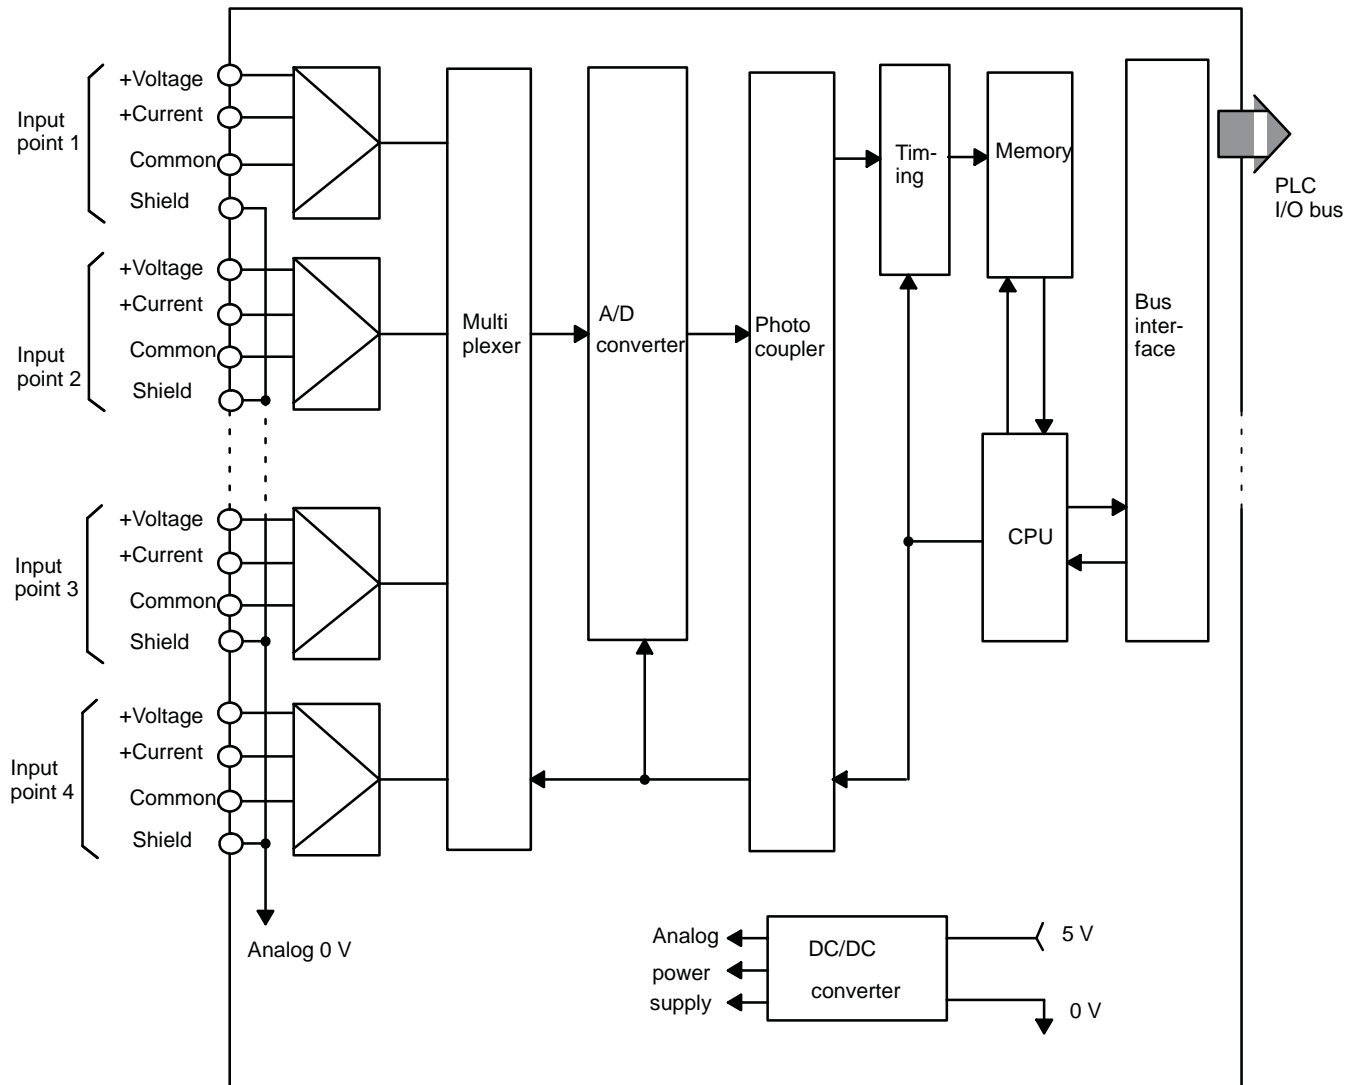 Input
point 1
+Voltage
+Current
Common
Shield
Input
point 2
+Voltage
+Current
Common
Shield
Input
point 3
+Voltage
+Current
Common
Shield
Input
point 4
+Voltage
+Current
Common
Shield
Analog 0 V
Multi
plexer
A/D
converter
Photo
coupler
Tim-
ing
Memory
CPU
Bus
inter-
face
PLC
I/O bus
Analog
power
supply
DC/DC
converter
5 V
0 V